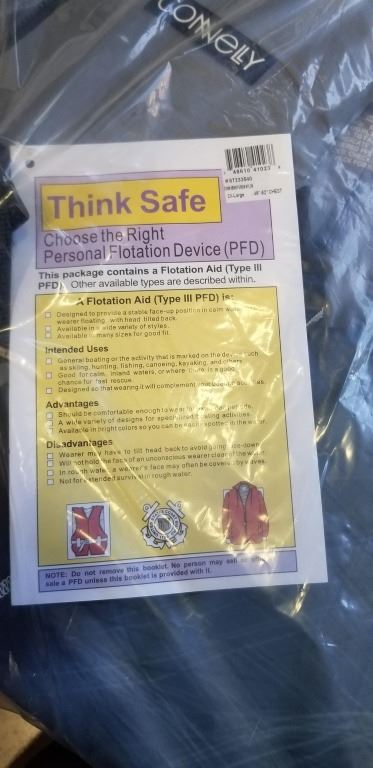 CONNELLY
Think Safe
Choose the Right
Personal Flotation Device (PFD)
This package contains a Flotation Aid (Type III
PFD). Other available types are described within.
A Flotation Aid (Type III PFD) is:
Designed to provide a stable face-up position in calm water
wearer floating with head tilted back.
Available in a wide variety of styles.
Available in many sizes for good fit.
Intended Uses
General boating or the activity that is marked on the device such
as skiing, hunting, fishing, canoeing, kayaking, and others
Good for calm, inland waters, or where there is a good
chance for fast rescue.
Designed so that wearing it will complement your boating activities.
Advantages
Should be comfortable enough to wear for
A wide variety of designs for specialized boating activities
Available in bright colors so you can be easily spotted in the water.
Disadvantages
Wearer may have to tilt head back to avoid going face-down
Will not hold the face of an unconscious wearer clear of the water
In rough water, a wearer's face may often be covered by waves.
Not for extended survival in rough water.
NOTE: Do not remove this booklet. No person may sell or
sale a PFD unless this booklet is provided with it.